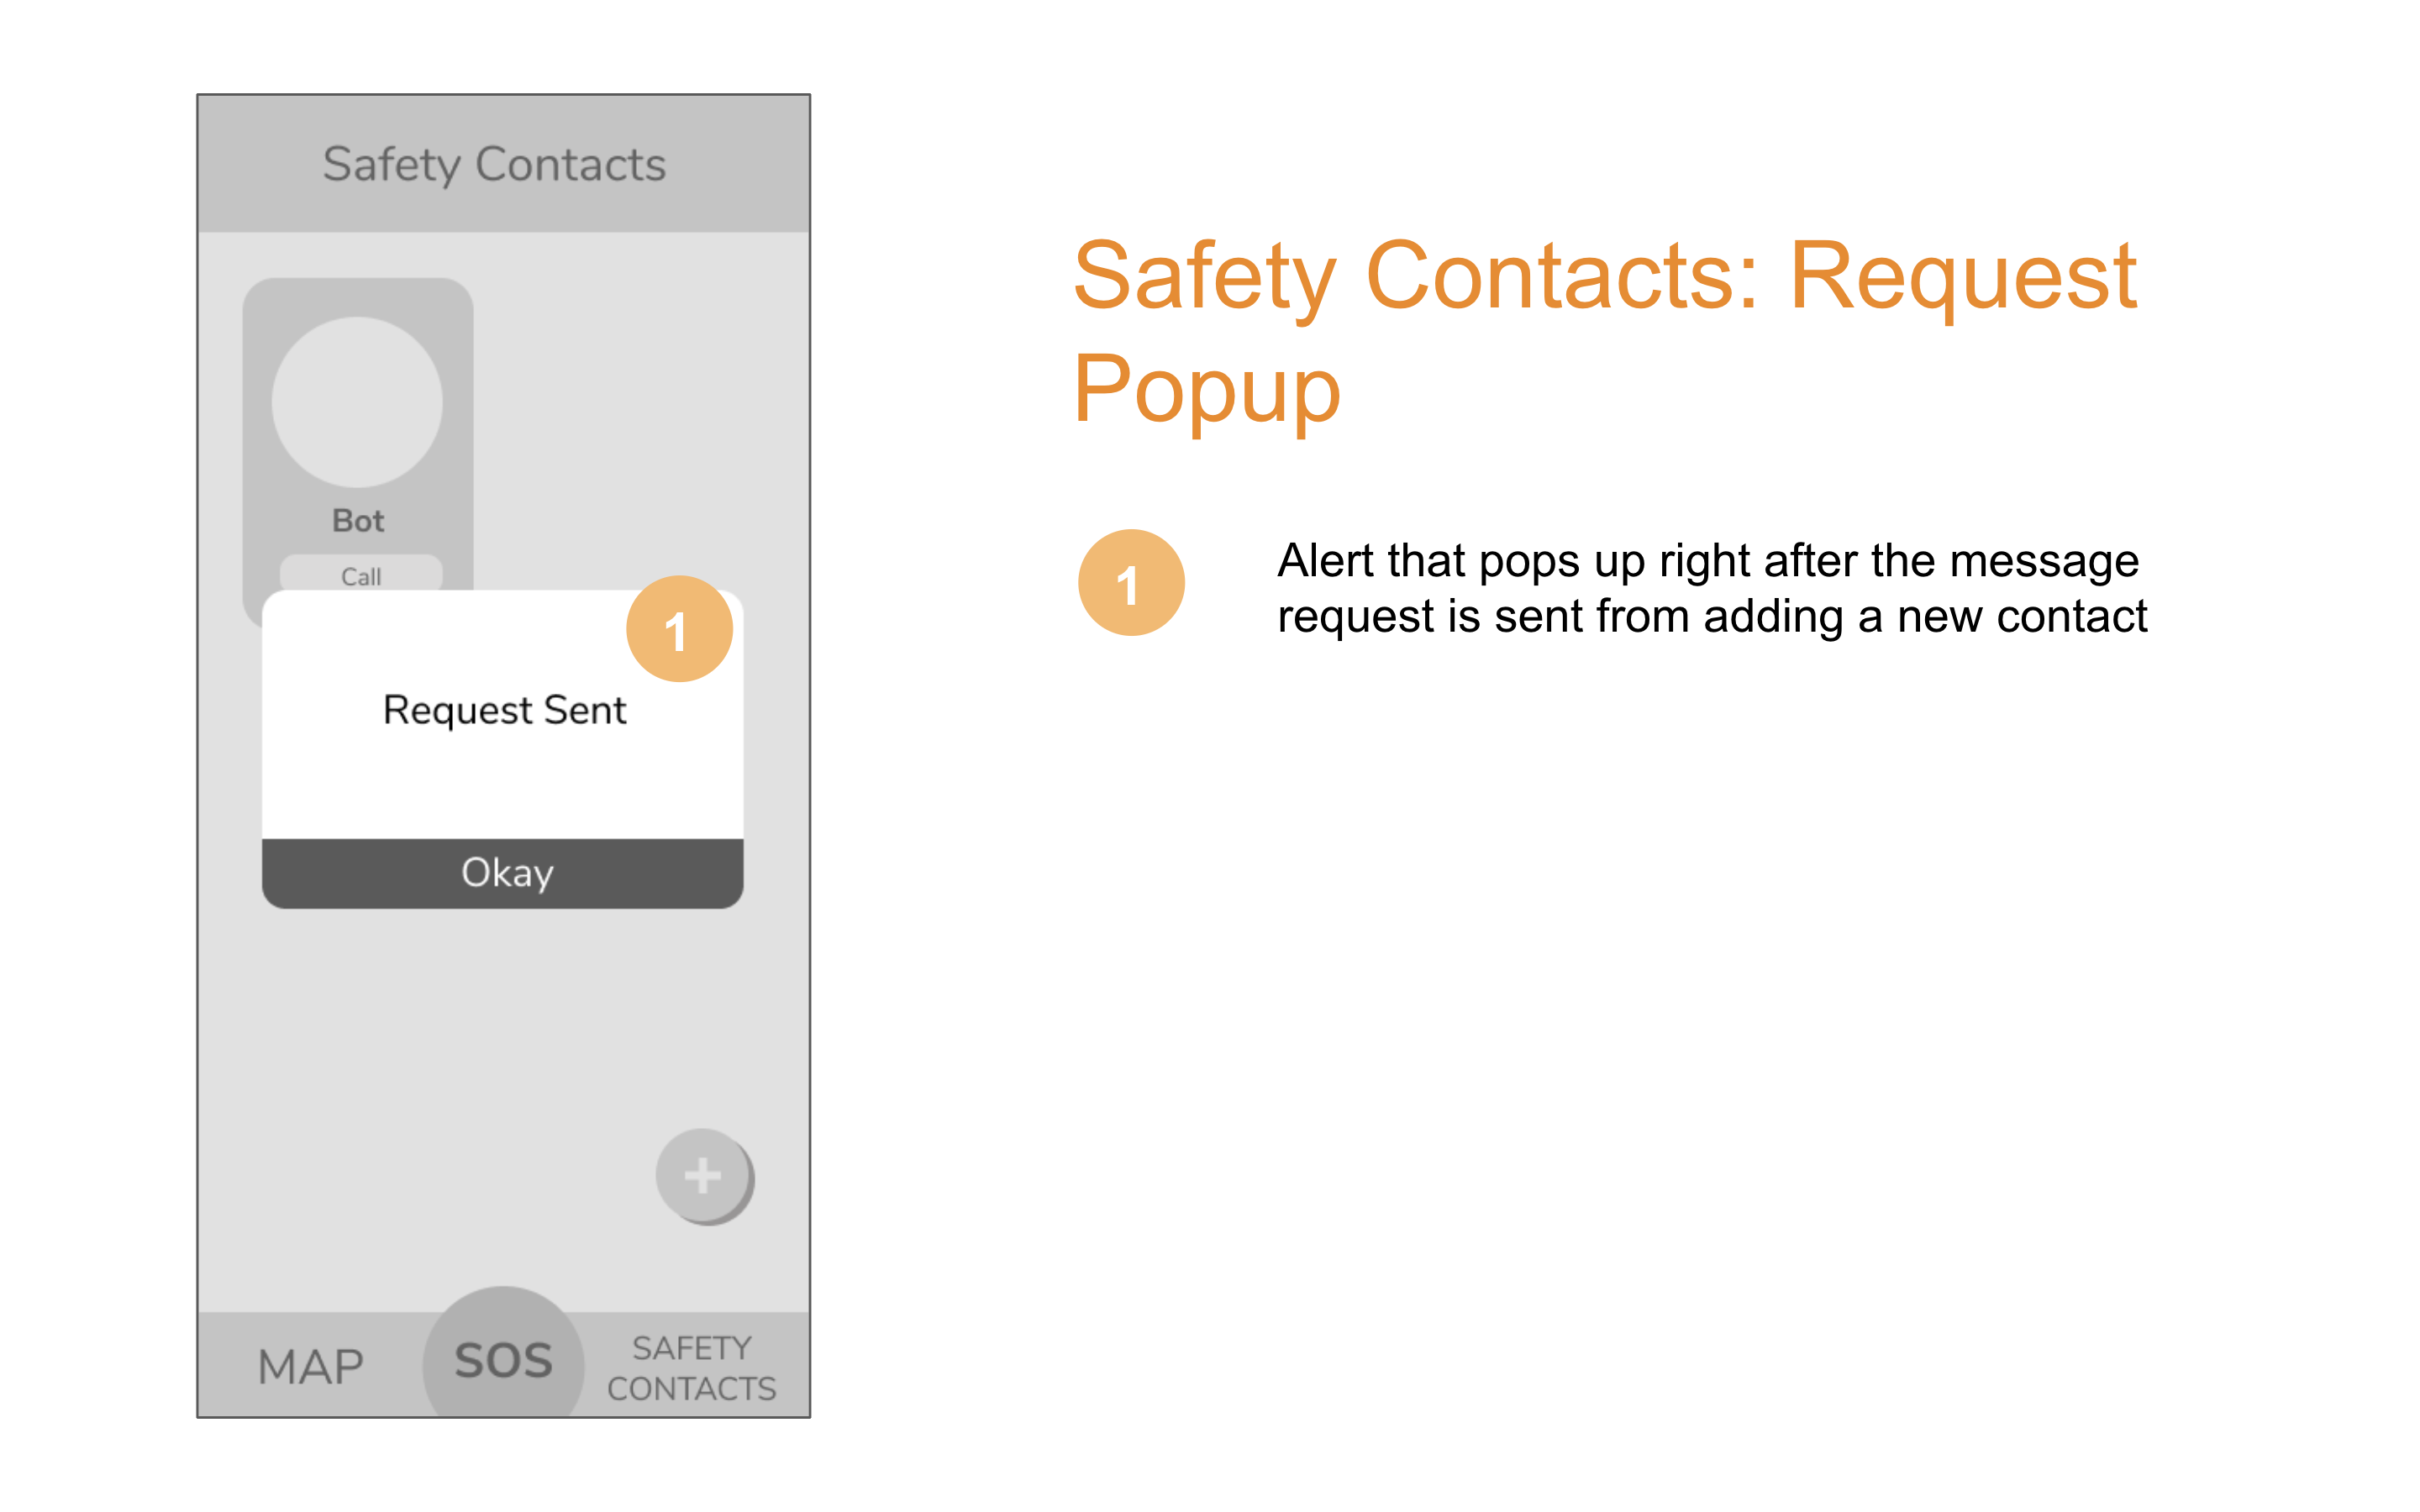 Safety Contacts
Bot
Call
1
Request Sent
Okay
+
MAP
SOS
SAFETY
CONTACTS
Safety Contacts: Request
Popup
1
Alert that pops up right after the message
request is sent from adding a new contact